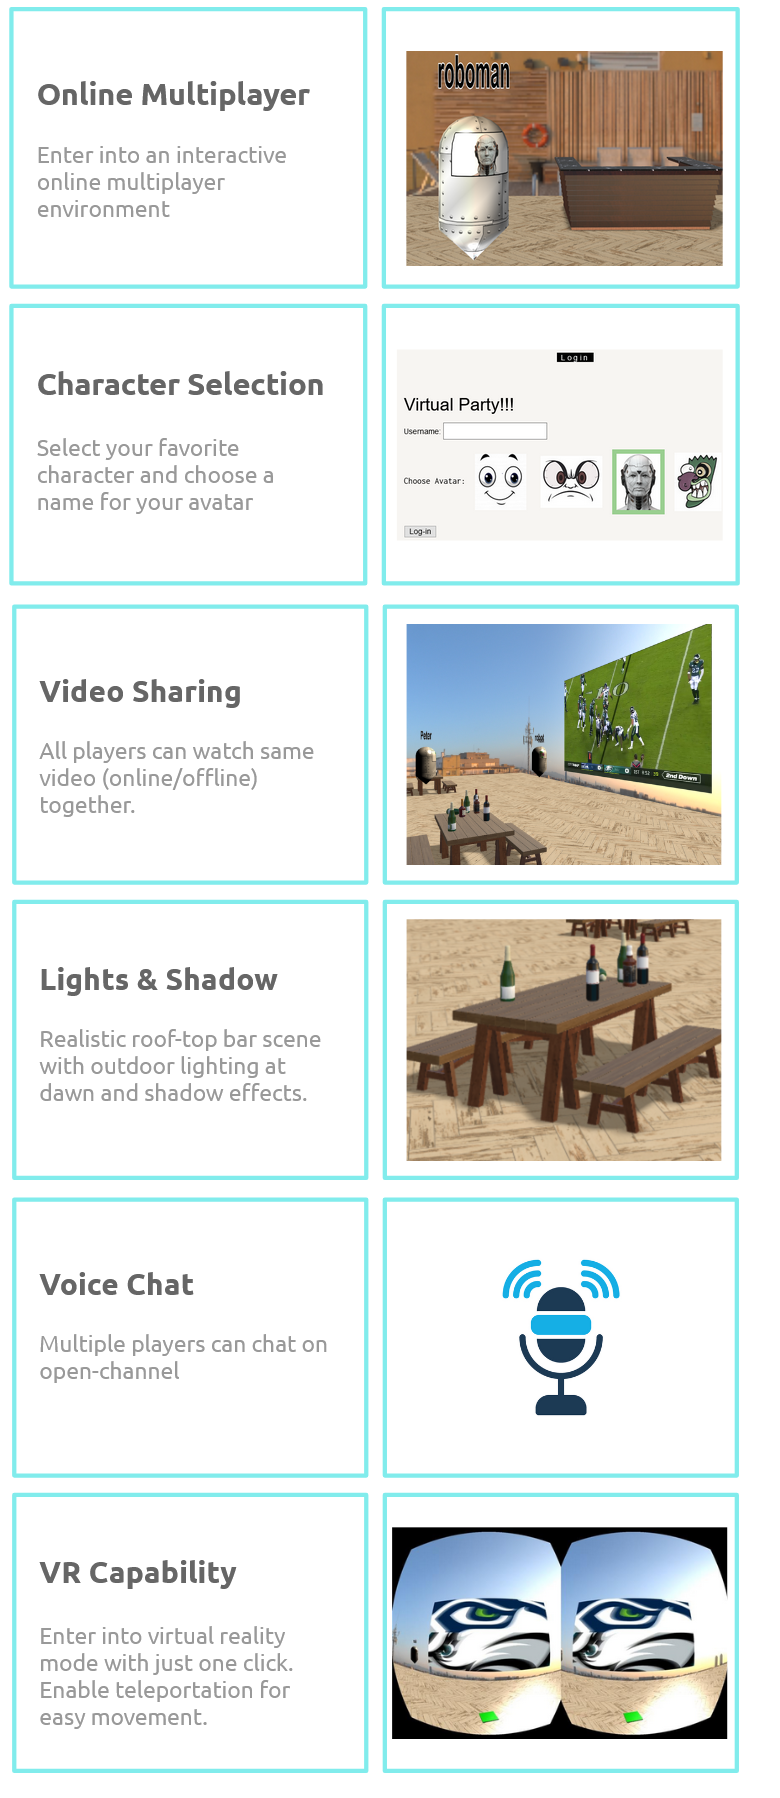 Online Multiplayer
Enter into an interactive
online multiplayer
environment
roboman
Character Selection
Select your favorite
character and choose a
name for your avatar
Login
Virtual Party!!!
Username:
Choose Avatar:
Log-in
Video Sharing
All players can watch same
video (online/offline)
together.
Peter
robot
2nd Down
Lights & Shadow
Realistic roof-top bar scene
with outdoor lighting at
dawn and shadow effects.
Voice Chat
Multiple players can chat on
open-channel
VR Capability
Enter into virtual reality
mode with just one click.
Enable teleportation for
easy movement.